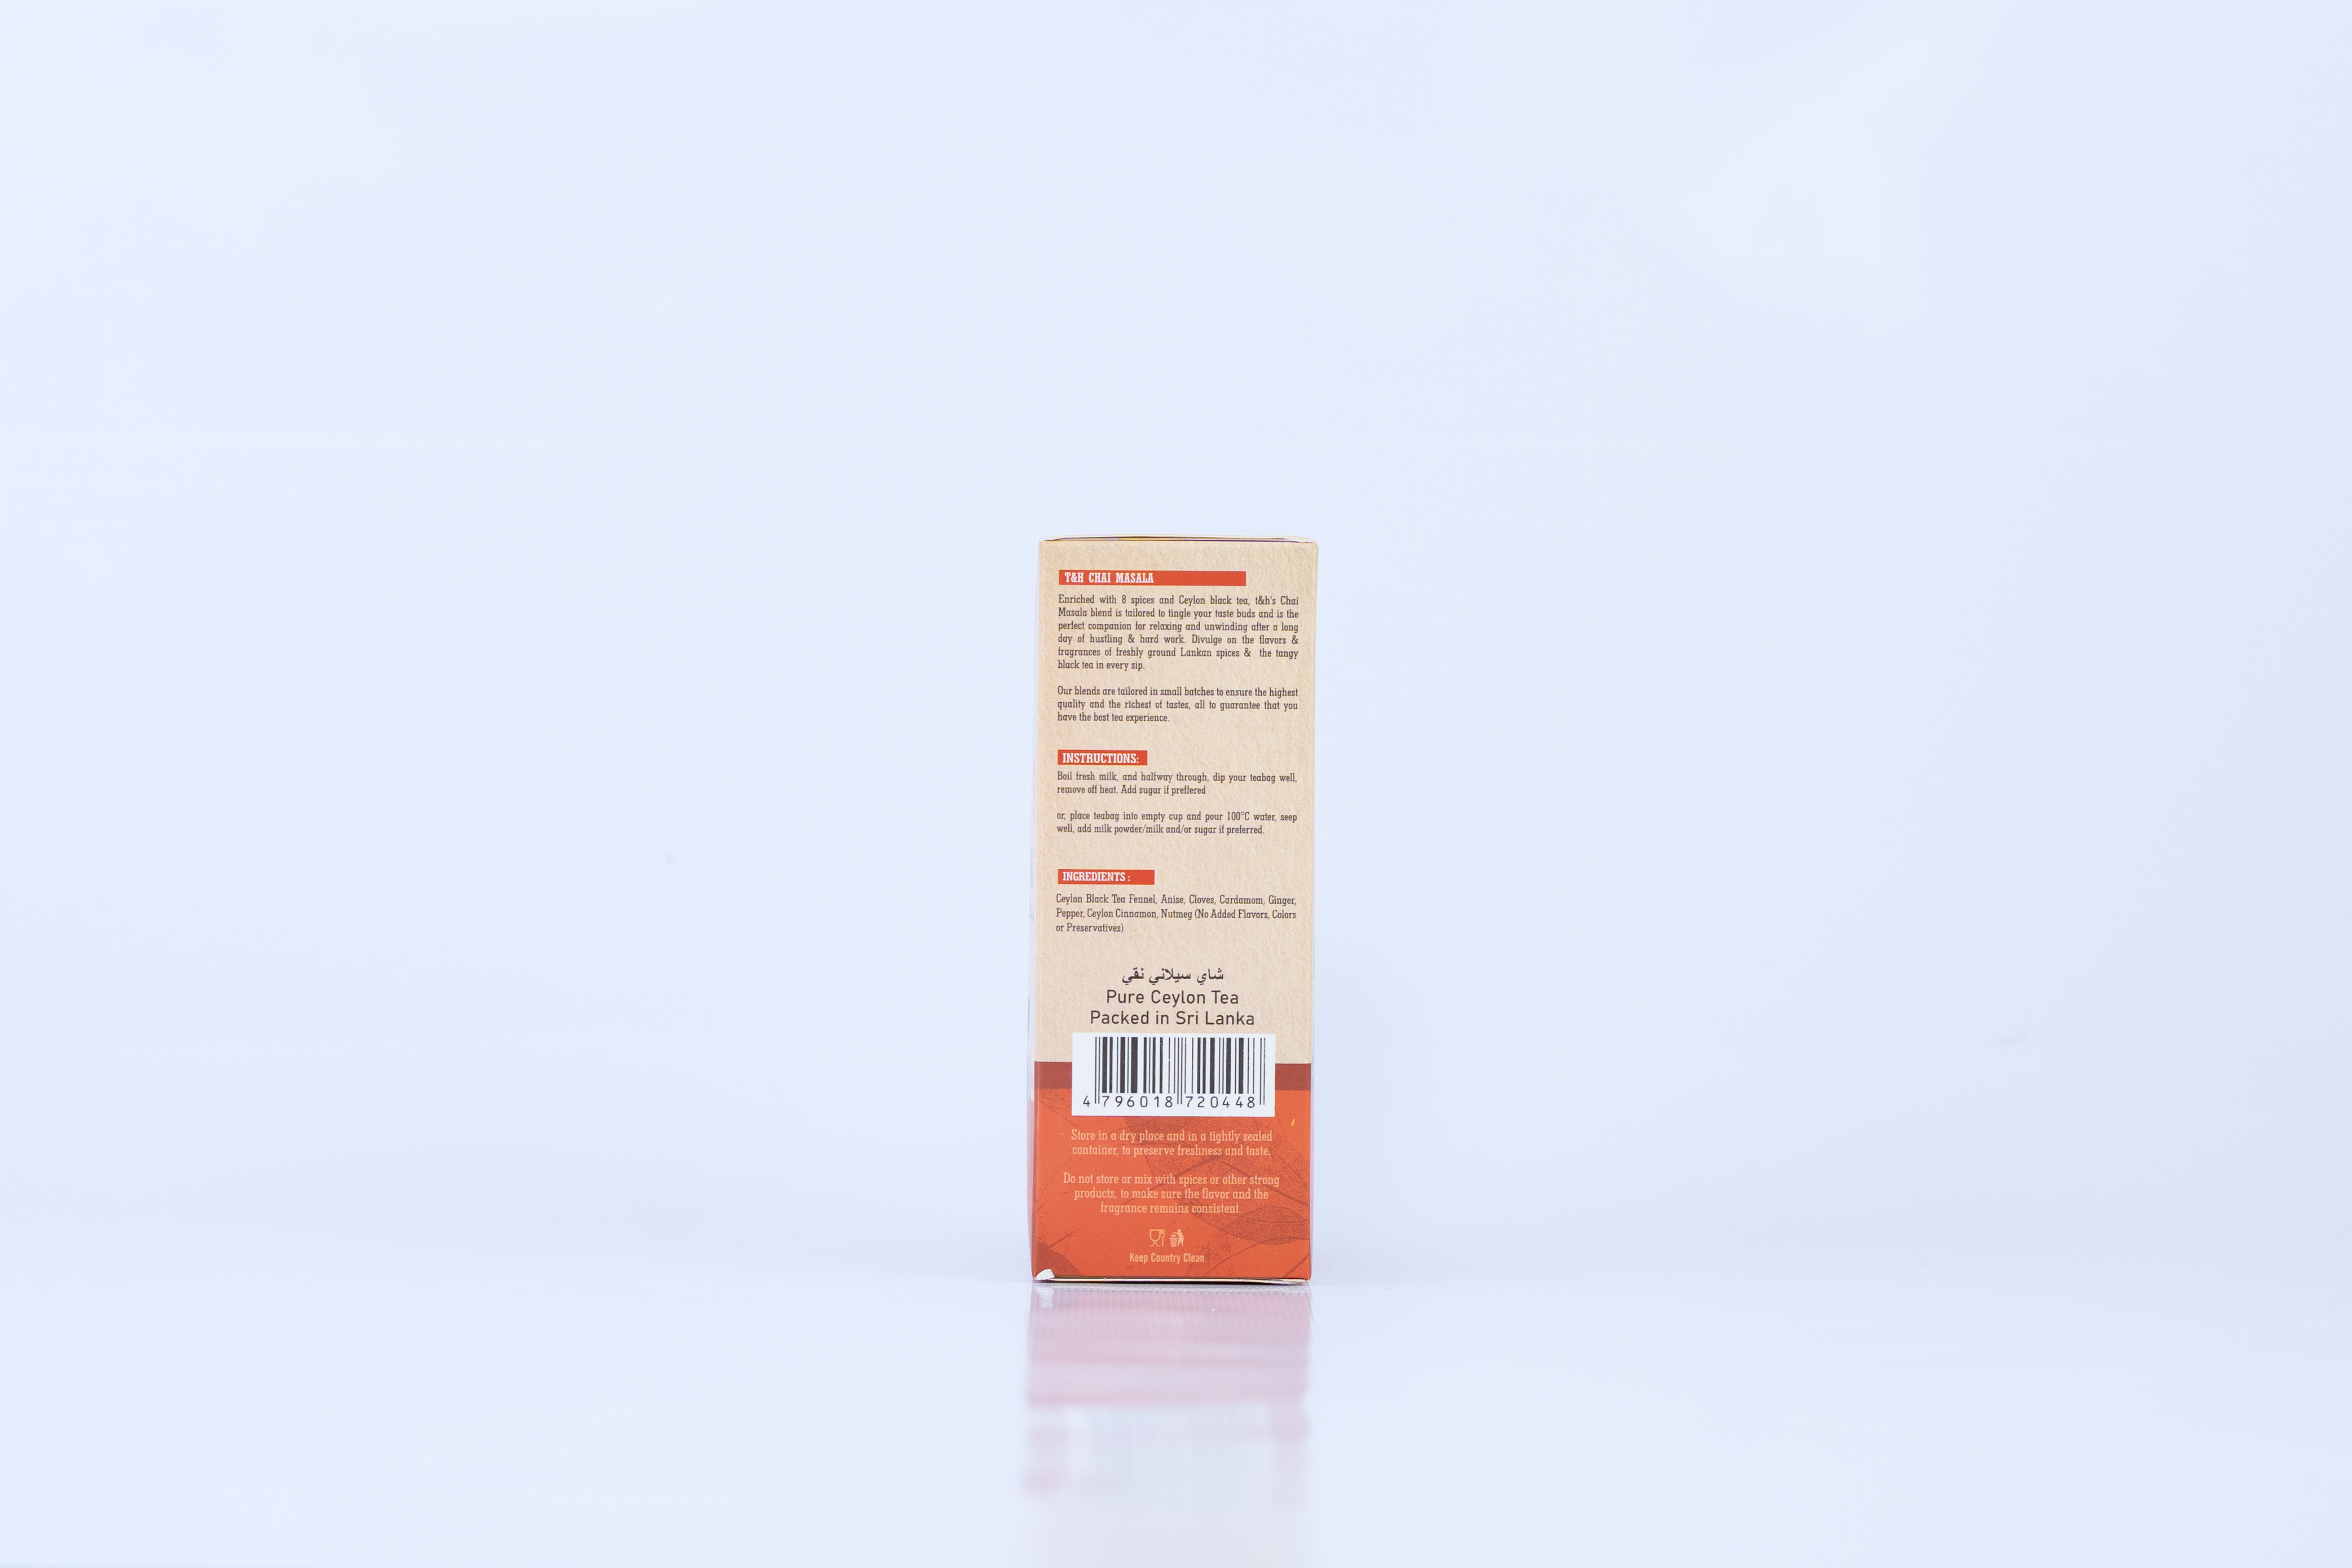 T&H CHAI MASALA
Enriched with 8 spices and Ceylon black tea, t&h's Chai
Masala blend is tailored to tingle your taste buds and is the
perfect companion for relaxing and unwinding after a long
day of hustling & hard work. Divulge on the flavors &
fragrances of freshly ground Lankan spices & the tangy
black tea in every sip.
Our blends are tailored in small batches to ensure the highest
quality and the richest of tastes, all to guarantee that you
have the best tea experience.
INSTRUCTIONS:
Boil fresh milk, and halfway through, dip your teabag well,
remove off heat. Add sugar if preffered
or, place teabag into empty cup and pour 100°C water, seep
well, add milk powder/milk and/or sugar if preferred.
INGREDIENTS :
Ceylon Black Tea Fennel, Anise, Cloves, Cardamom, Ginger,
Pepper, Ceylon Cinnamon, Nutmeg (No Added Flavors, Colors
or Preservatives)
شاي سيلاني نقي
Pure Ceylon Tea
Packed in Sri Lanka
4 796018 720448
Store in a dry place and in a tightly sealed
container, to preserve freshness and taste.
Do not store or mix with spices or other strong
products, to make sure the flavor and the
fragrance remains consistent.
Keep Country Clean